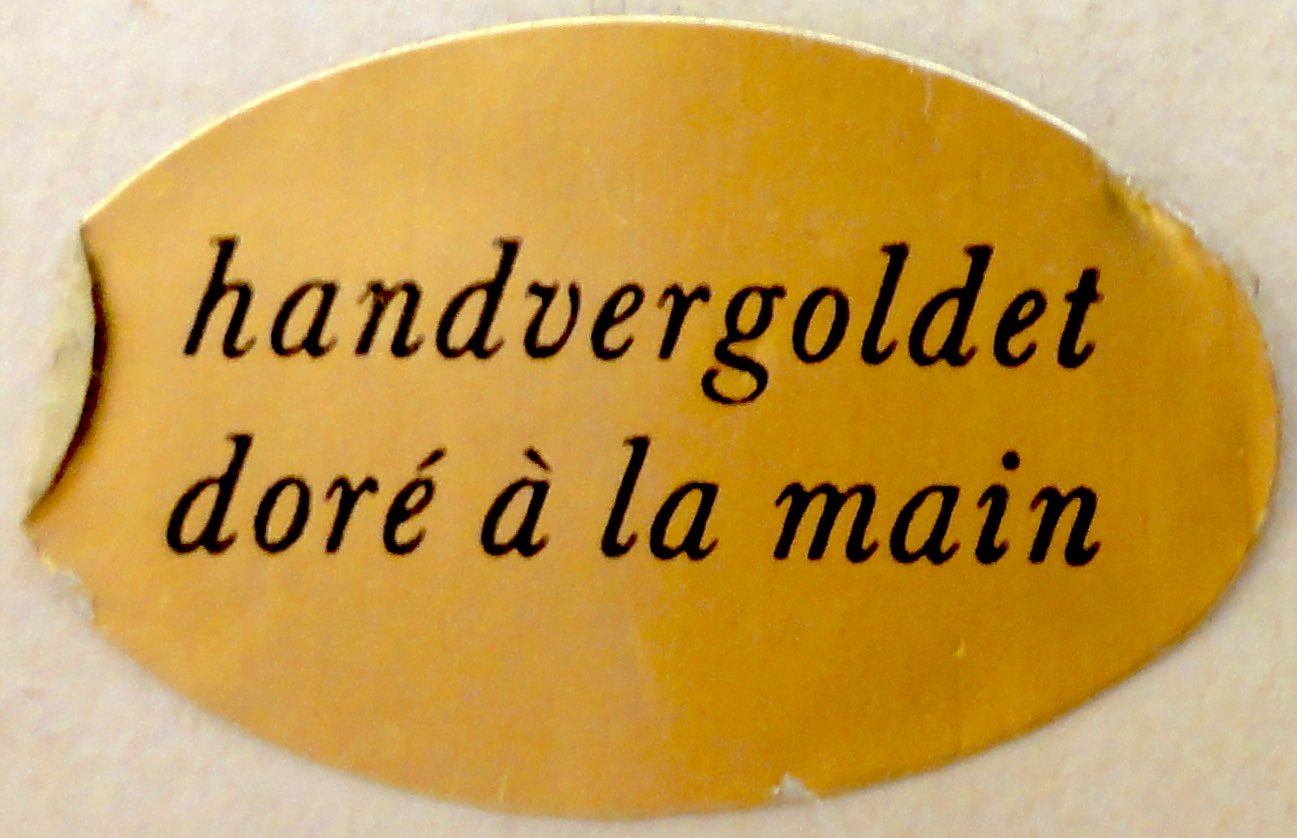 handvergoldet
doré à la main